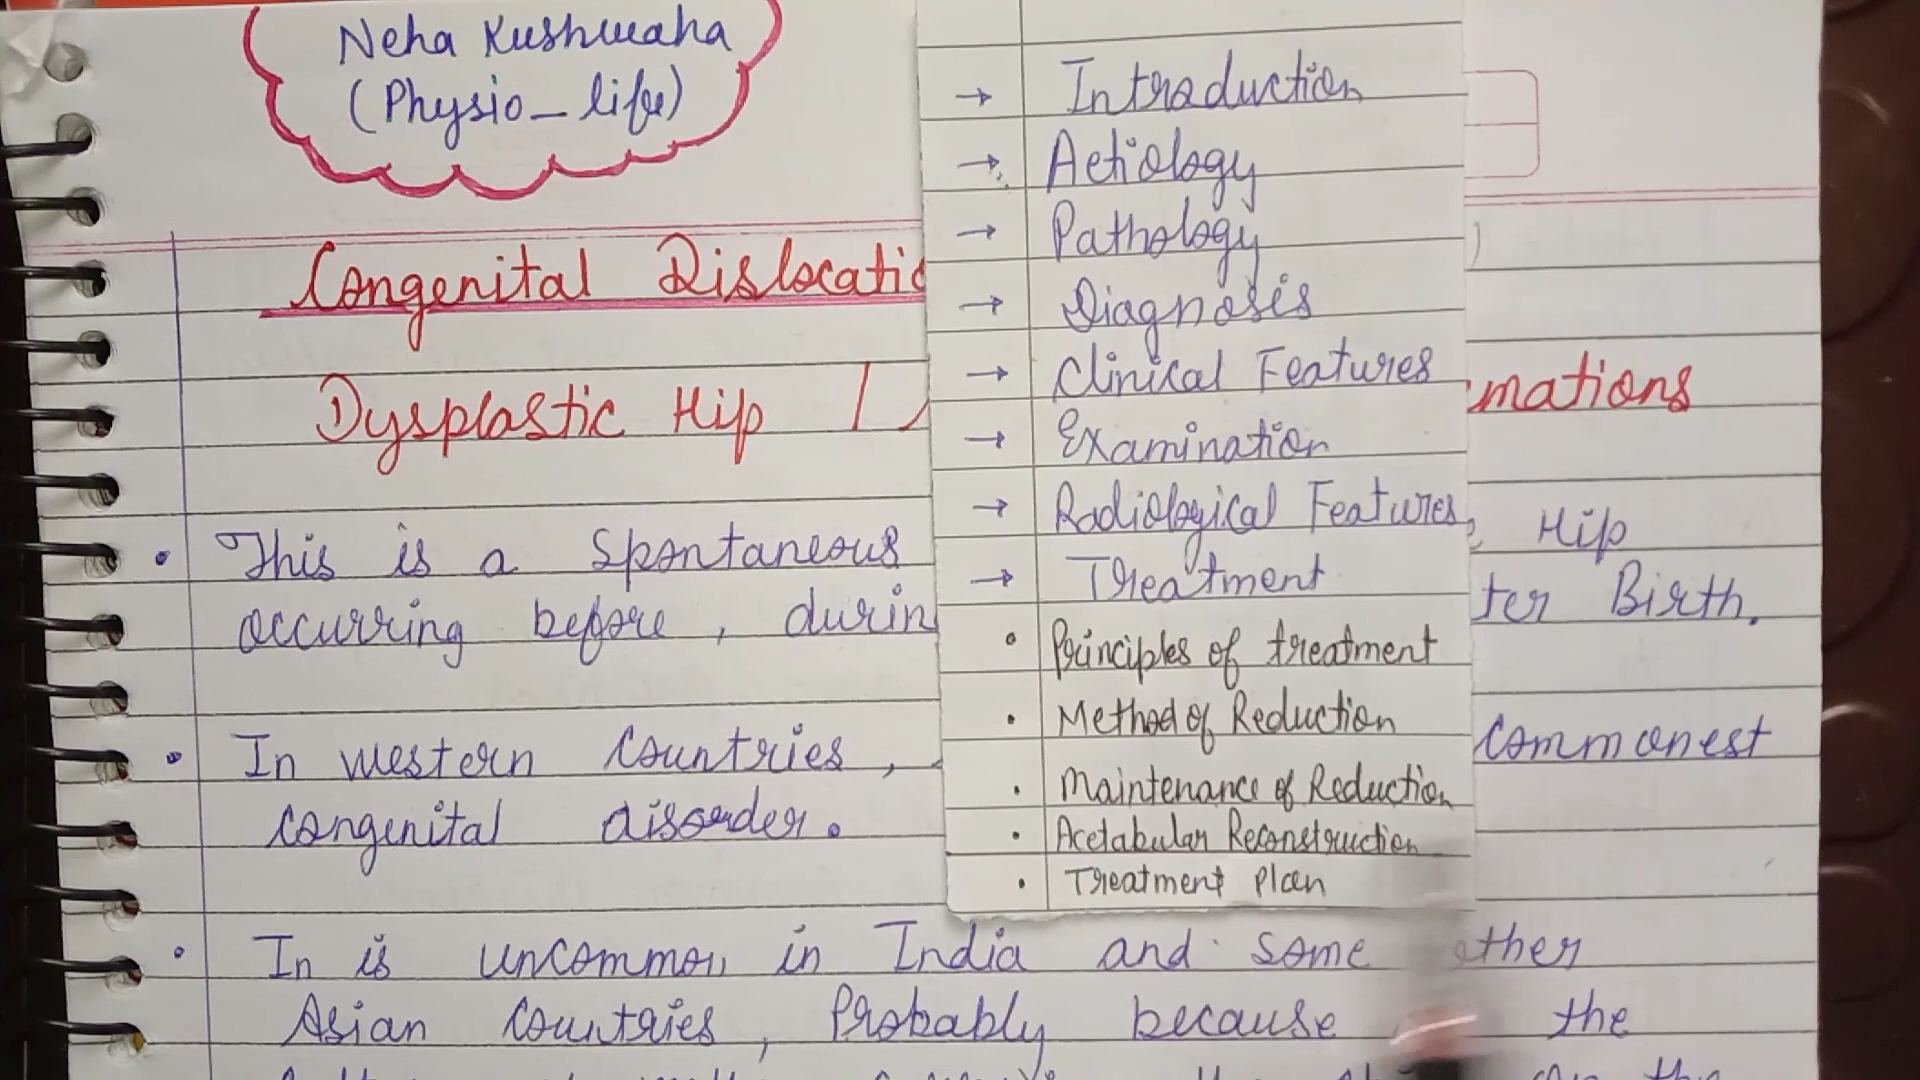 Neha Kushwaha
(Physio_life)
Congenital Dislocatio
Dysplastic Hip / mations
• This is a spontaneous Hip
occurring before, durin ter Birth.
• In western countries, commonest
congenital disorder.
• In is uncommon in India and some other
Asian countries, Probably because the
→ Introduction
→ Aetiology
→ Pathology
→ Diagnosis
→ Clinical Features
→ Examination
→ Radiological Features
→ Treatment
• Principles of treatment
• Method of Reduction
• Maintenance of Reduction
• Acetabular Reconstruction
• Treatment Plan